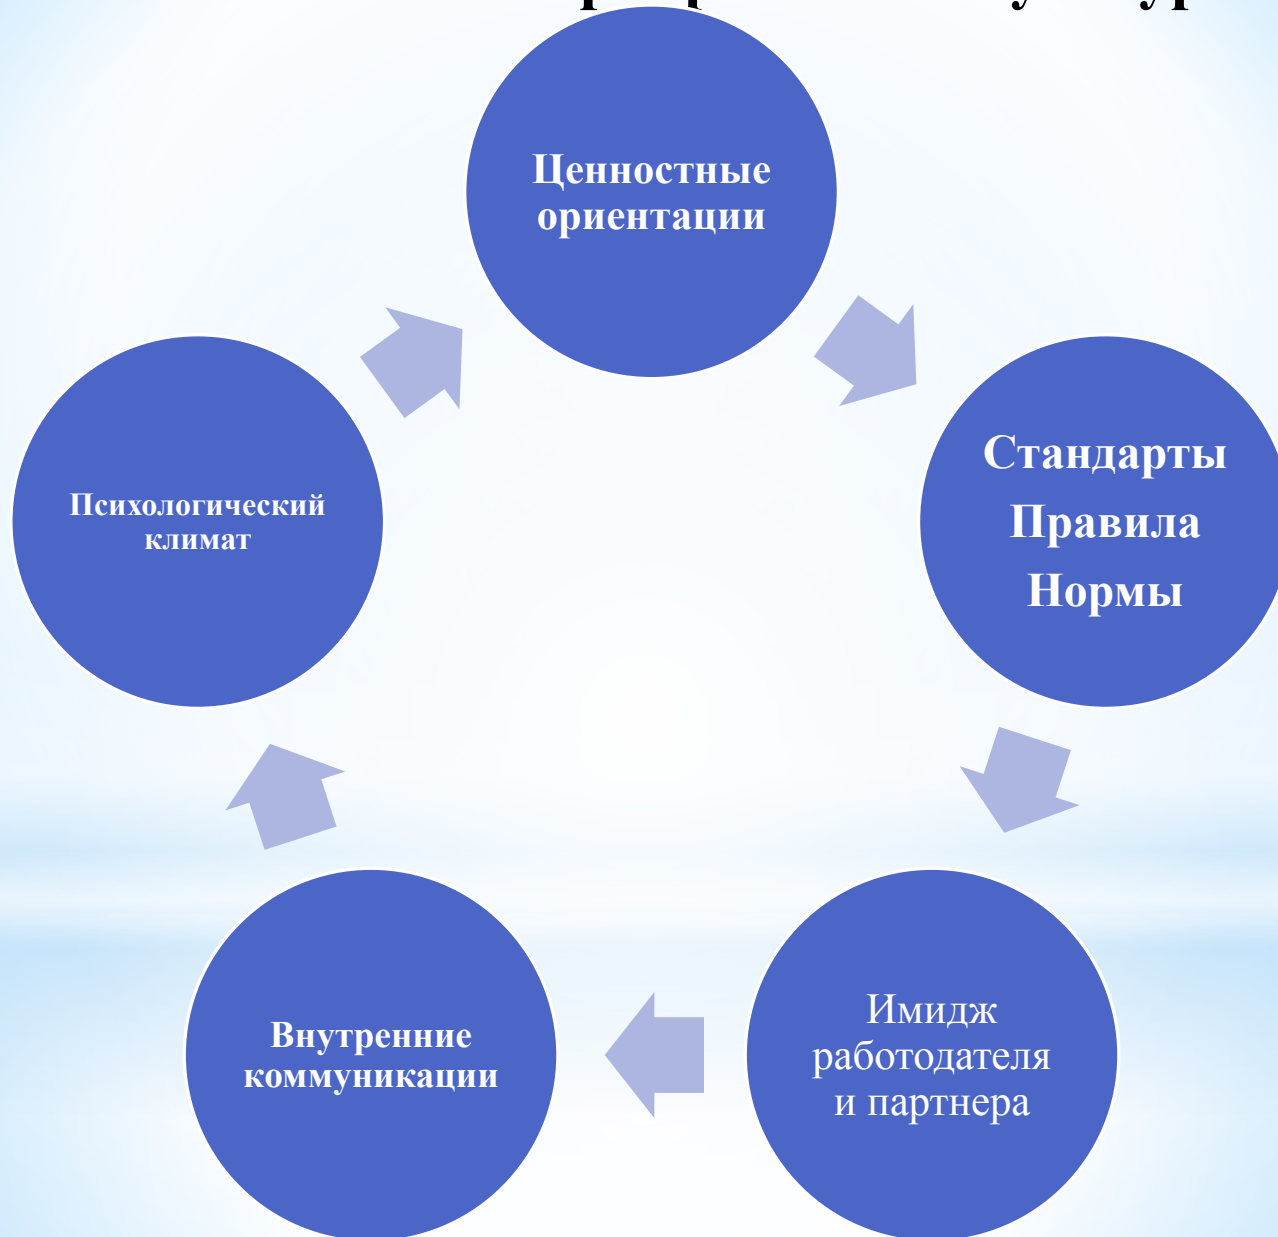 Ценностные
ориентации
Стандарты
Правила
Нормы
Имидж
работодателя
и партнера
Внутренние
коммуникации
Психологический
климат